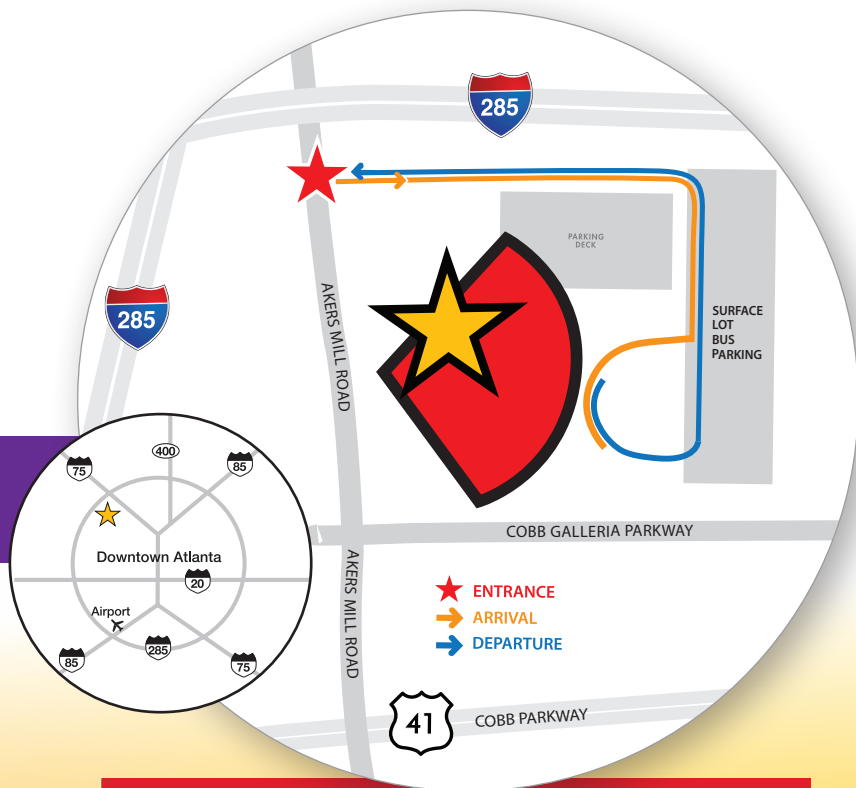 285
PARKING
DECK
285
AKERS MILL ROAD
SURFACE
LOT
BUS
PARKING
COBB GALLERIA PARKWAY
AKERS MILL ROAD
ENTRANCE
ARRIVAL
DEPARTURE
41
COBB PARKWAY
400
75
85
Downtown Atlanta
20
Airport
285
85
75